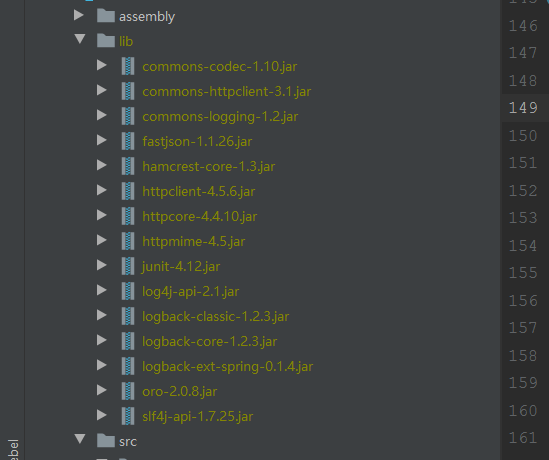 assembly
lib
commons-codec-1.10.jar
commons-httpclient-3.1.jar
commons-logging-1.2.jar
fastjson-1.1.26.jar
hamcrest-core-1.3.jar
httpclient-4.5.6.jar
httpcore-4.4.10.jar
httpmime-4.5.jar
junit-4.12.jar
log4j-api-2.1.jar
logback-classic-1.2.3.jar
logback-core-1.2.3.jar
logback-ext-spring-0.1.4.jar
oro-2.0.8.jar
slf4j-api-1.7.25.jar
src
146
147
148
149
150
151
152
153
154
155
156
157
158
159
160
161